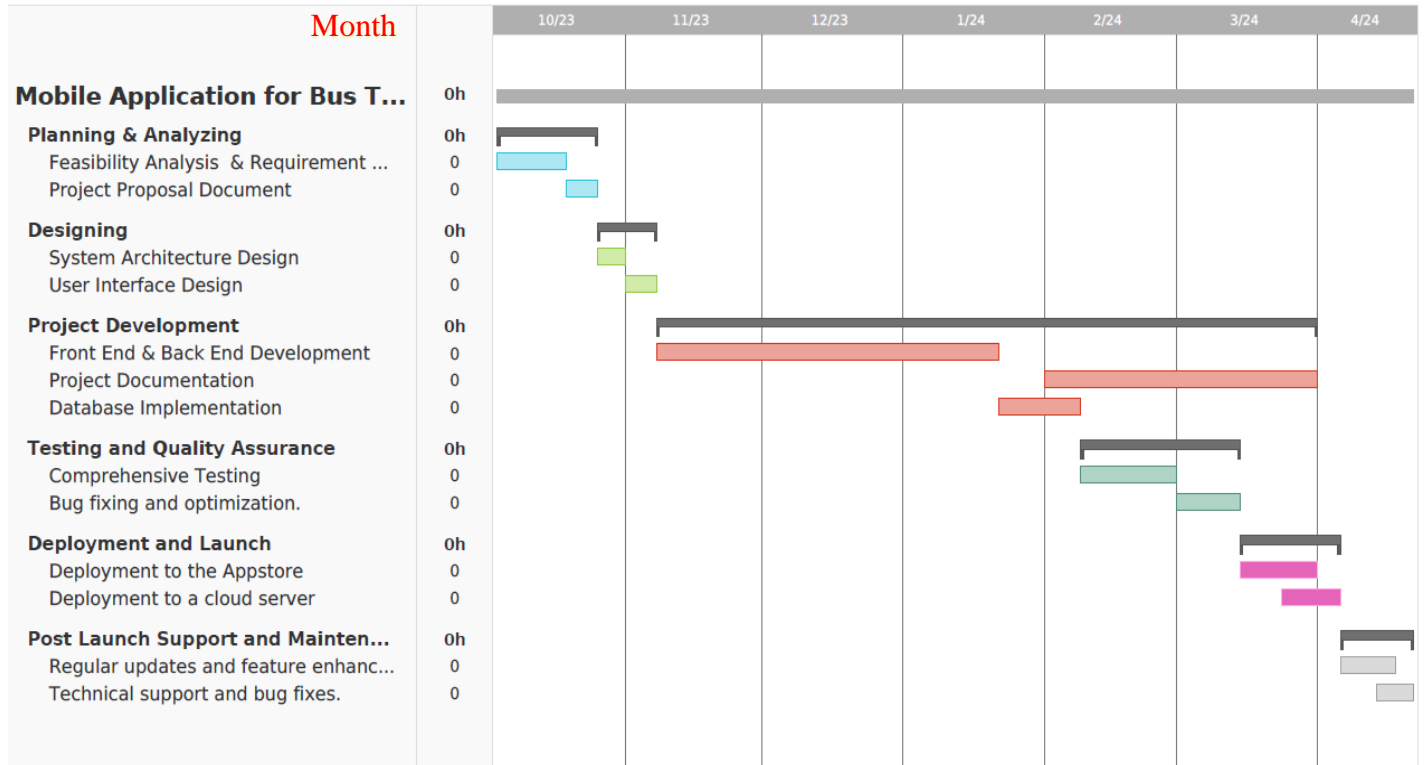 Month 10/23 11/23 12/23 1/24 2/24 3/24 4/24
Mobile Application for Bus T... 0h
Planning & Analyzing 0h
Feasibility Analysis & Requirement ... 0
Project Proposal Document 0
Designing 0h
System Architecture Design 0
User Interface Design 0
Project Development 0h
Front End & Back End Development 0
Project Documentation 0
Database Implementation 0
Testing and Quality Assurance 0h
Comprehensive Testing 0
Bug fixing and optimization. 0
Deployment and Launch 0h
Deployment to the Appstore 0
Deployment to a cloud server 0
Post Launch Support and Mainten... 0h
Regular updates and feature enhanc... 0
Technical support and bug fixes. 0